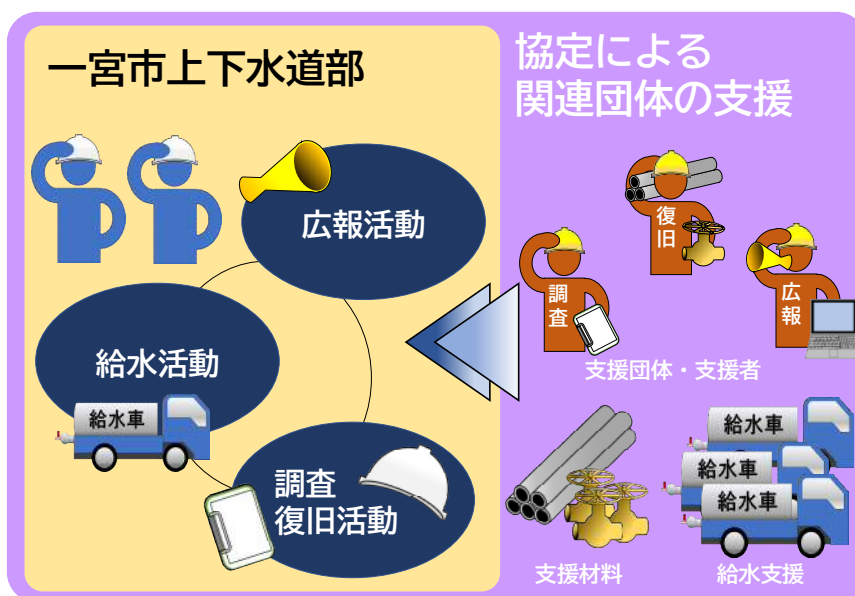 一宮市上下水道部
広報活動
給水活動
給水車
調査
復旧活動
協定による
関連団体の支援
復
旧
調
査
広
報
支援団体・支援者
給水車
給水車
給水車
支援材料
給水支援